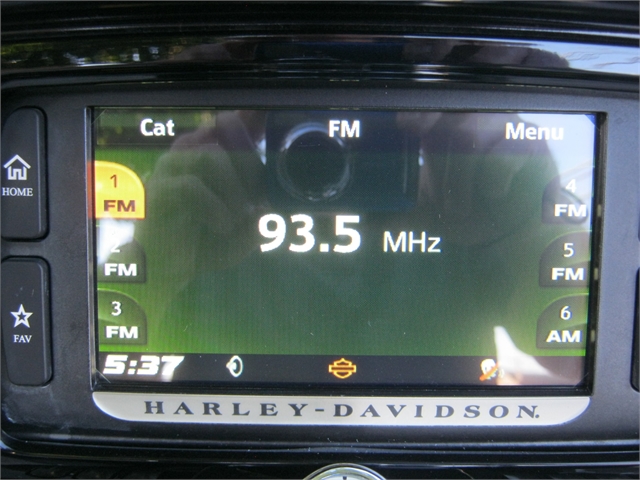 Cat FM Menu
1
FM
4
FM
HOME
93.5 MHz
2
FM
5
FM
FAV
3
FM
6
AM
5:37
HARLEY-DAVIDSON.